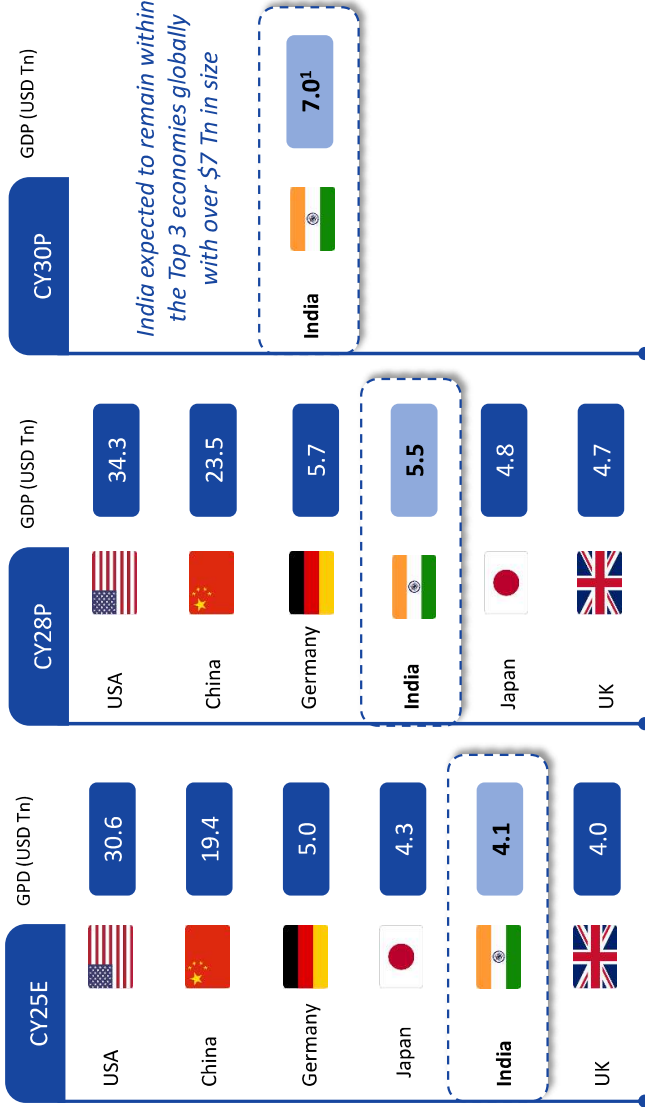 CY25E
GPD (USD Tn)
USA
30.6
China
19.4
Germany
5.0
Japan
4.3
India
4.1
UK
4.0
CY28P
GDP (USD Tn)
USA
34.3
China
23.5
Germany
5.7
India
5.5
Japan
4.8
UK
4.7
CY30P
GDP (USD Tn)
India expected to remain within
the Top 3 economies globally
with over $7 Tn in size
India
7.0¹